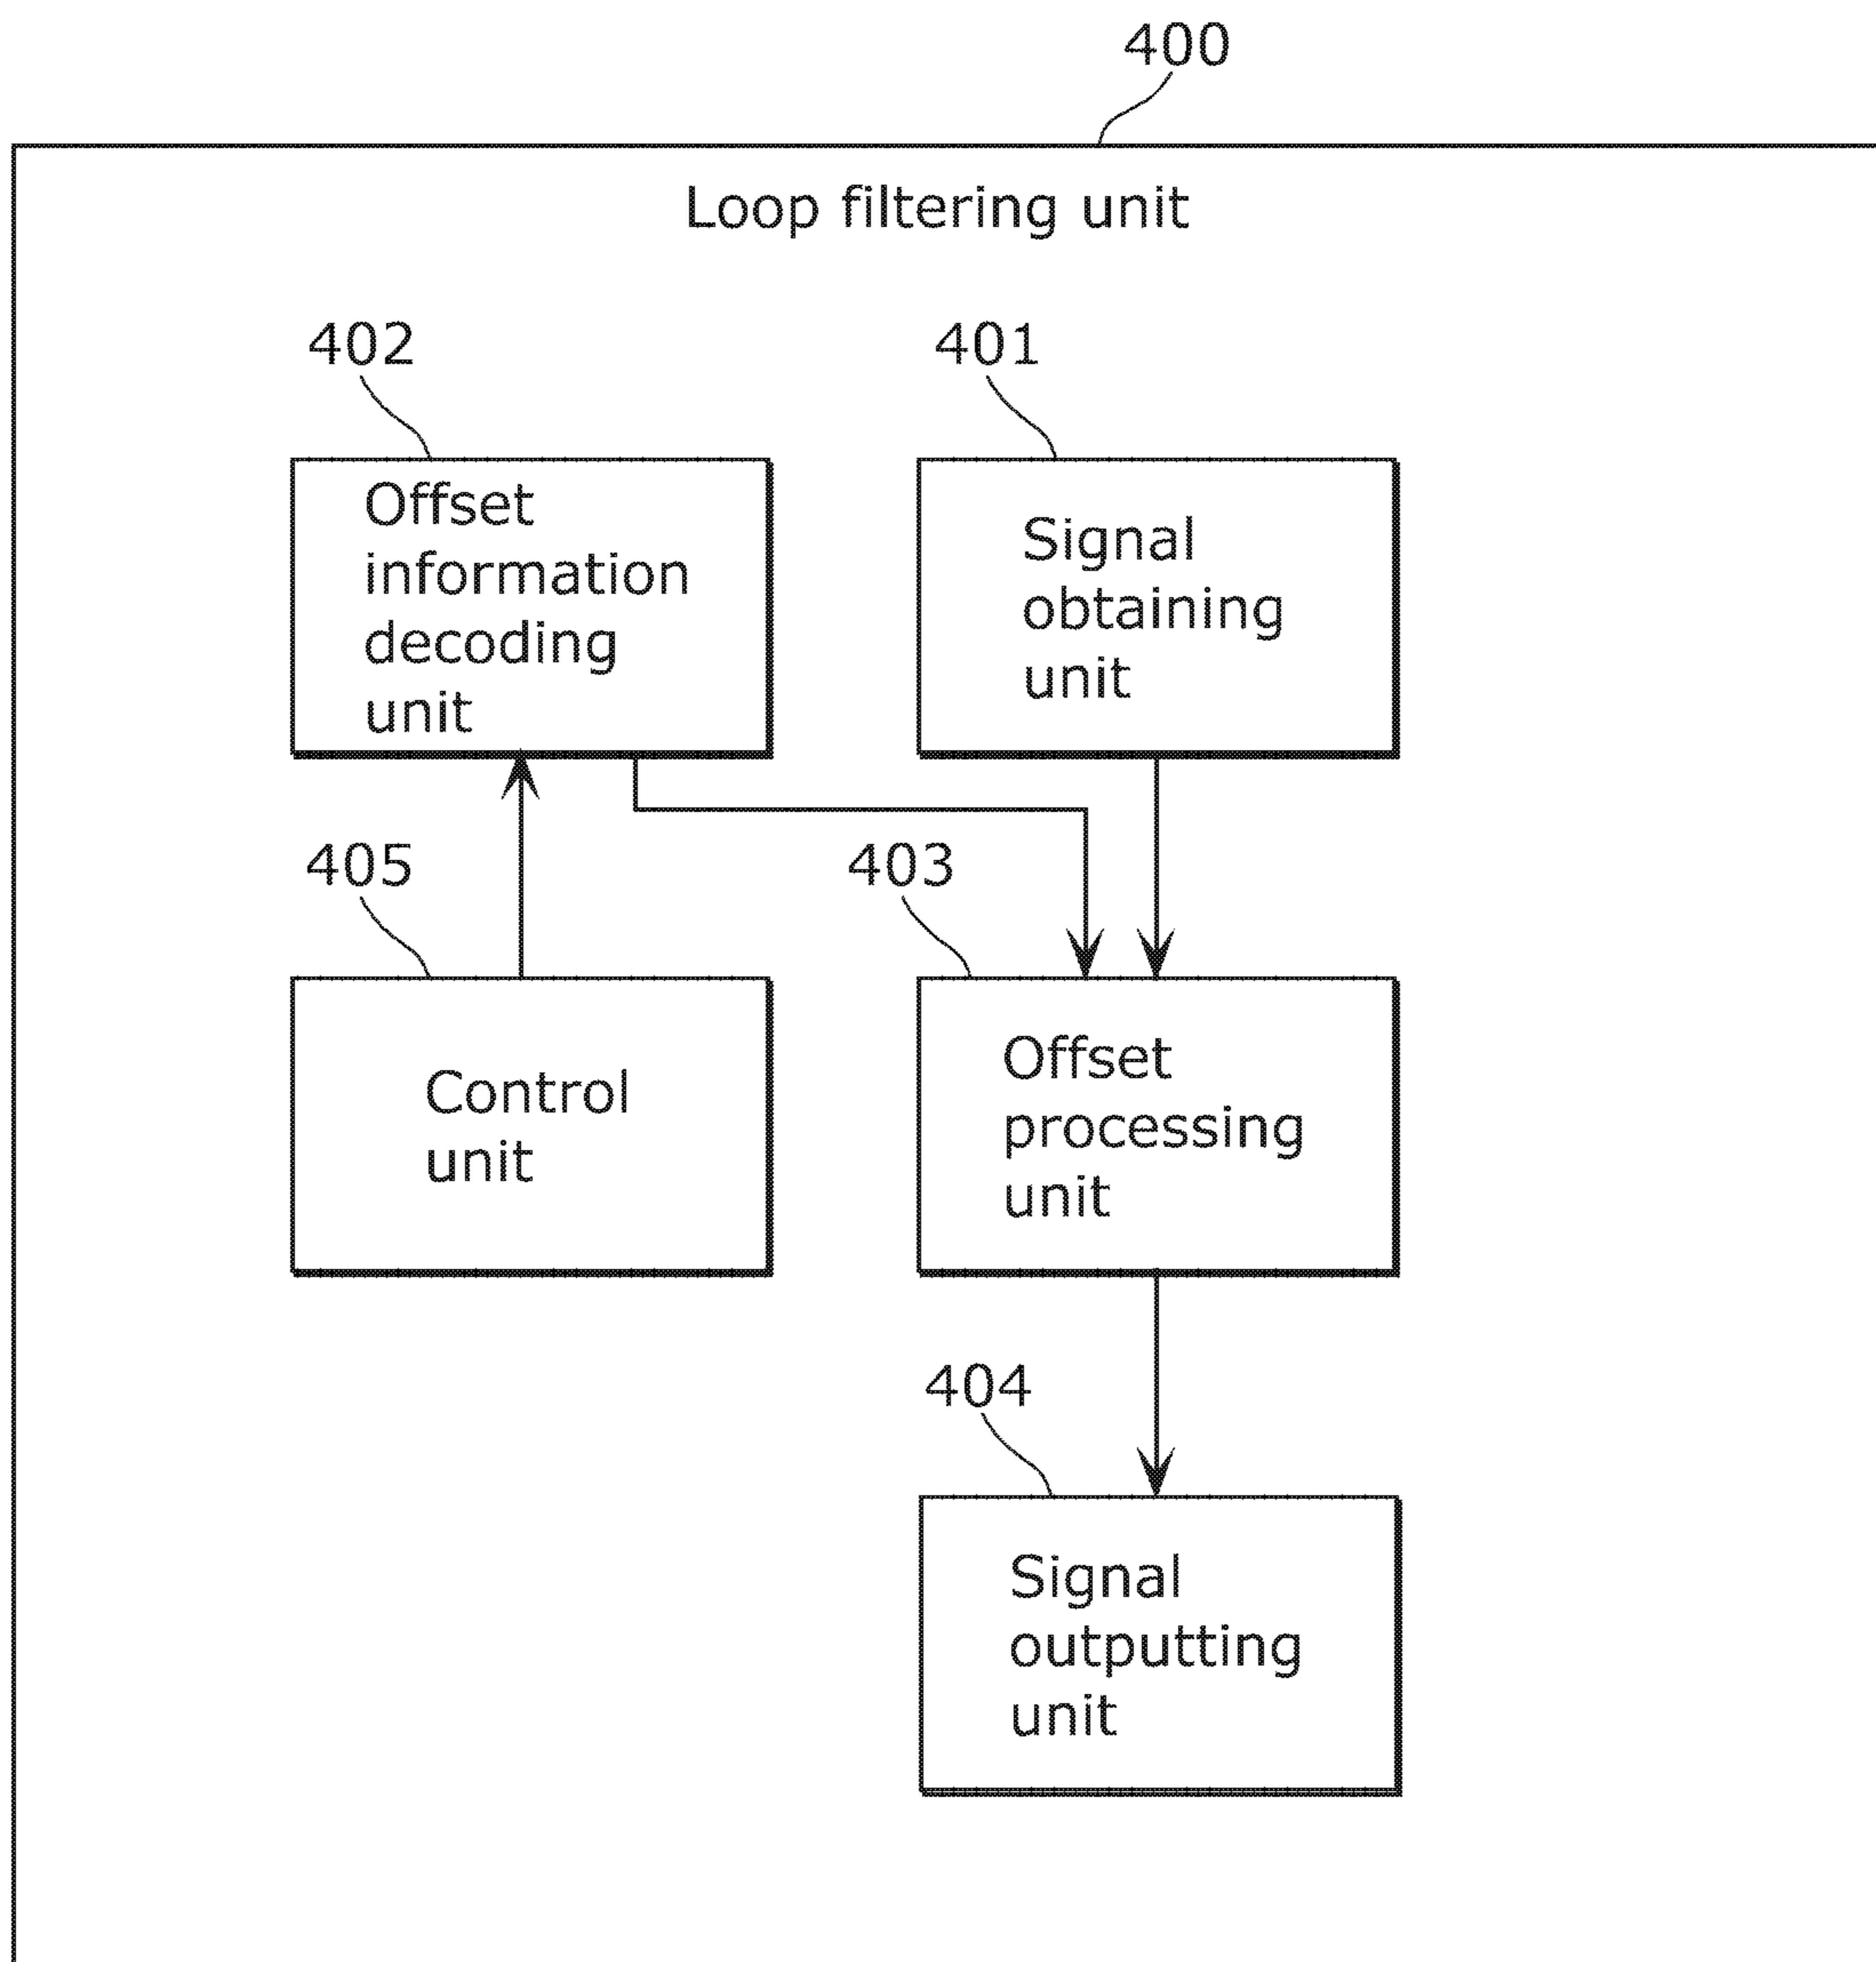 400
Loop filtering unit
402
401
Offset
information
decoding
unit
Signal
obtaining
unit
405
403
Control
unit
Offset
processing
unit
404
Signal
outputting
unit